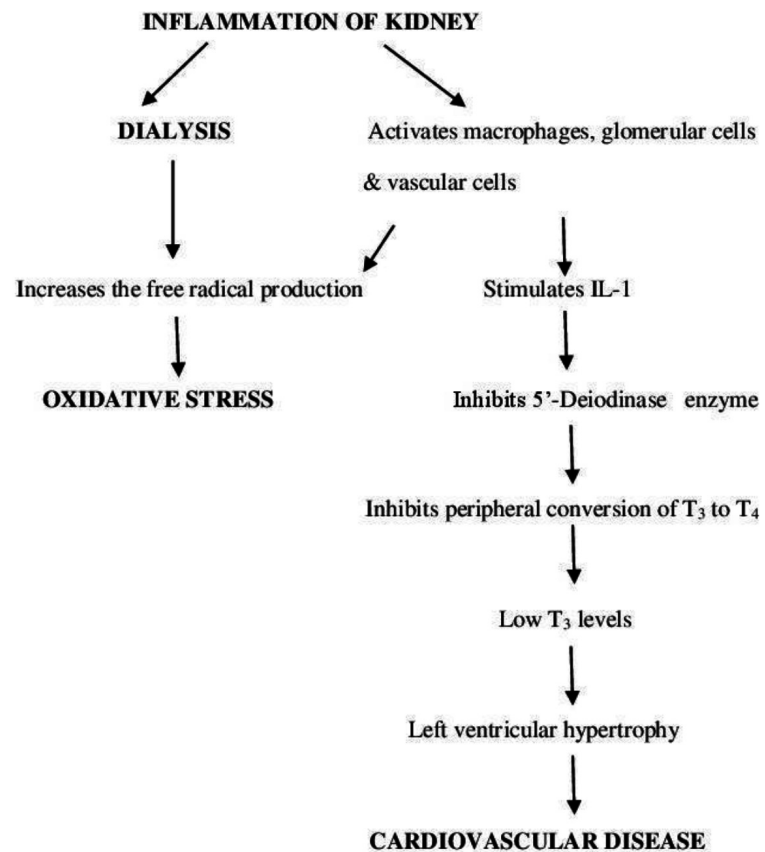 INFLAMMATION OF KIDNEY
DIALYSIS
Activates macrophages, glomerular cells
& vascular cells
Increases the free radical production
Stimulates IL-1
OXIDATIVE STRESS
Inhibits 5’-Deiodinase enzyme
Inhibits peripheral conversion of T₃ to T₄
Low T₃ levels
Left ventricular hypertrophy
CARDIOVASCULAR DISEASE